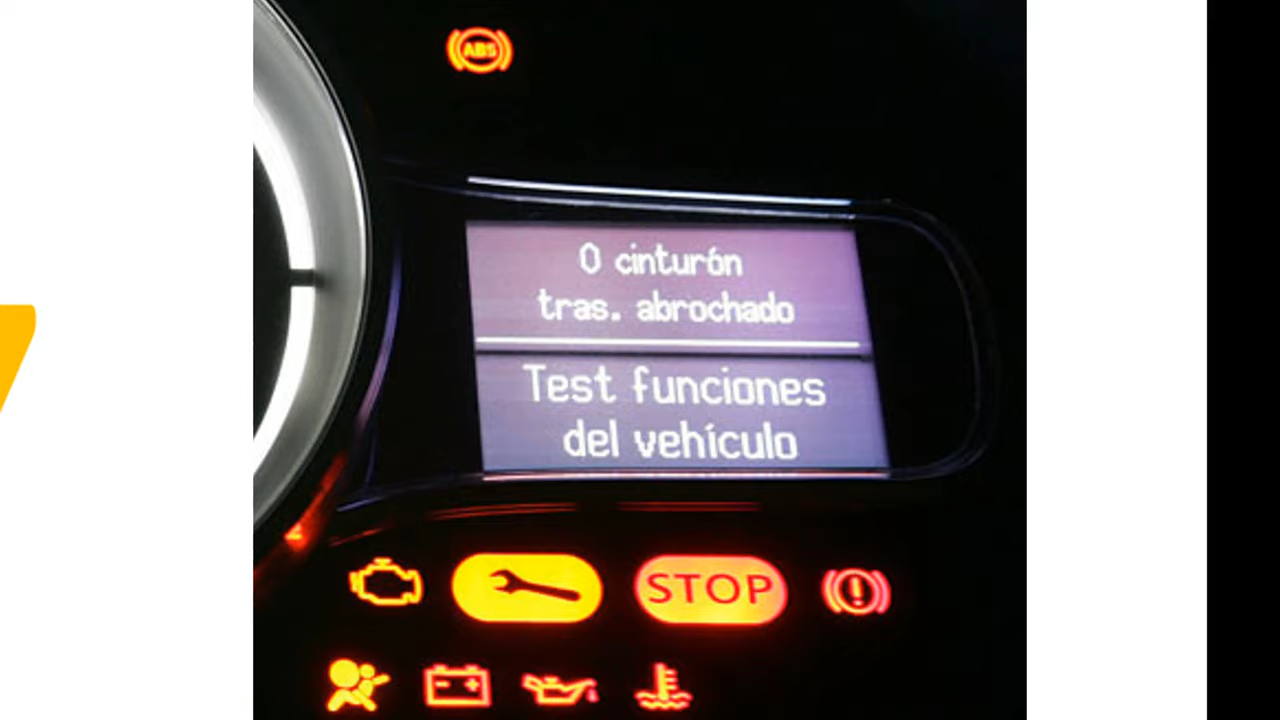 ABS
0 cinturón
tras. abrochado
Test funciones
del vehículo
STOP